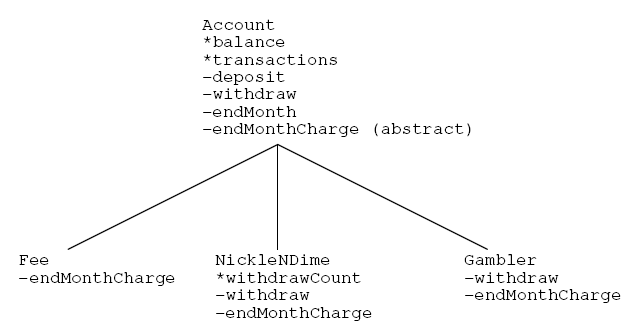 Account
*balance
*transactions
-deposit
-withdraw
-endMonth
-endMonthCharge (abstract)
Fee
-endMonthCharge
NickleNDime
*withdrawCount
-withdraw
-endMonthCharge
Gambler
-withdraw
-endMonthCharge